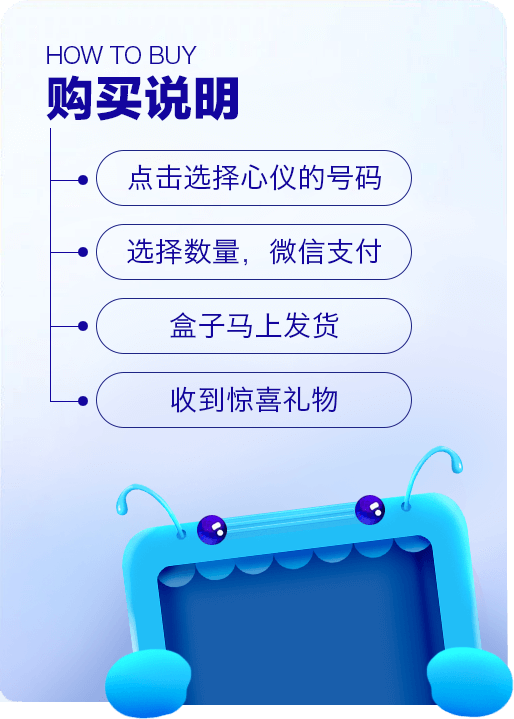 HOW TO BUY
购买说明
点击选择心仪的号码
选择数量，微信支付
盒子马上发货
收到惊喜礼物